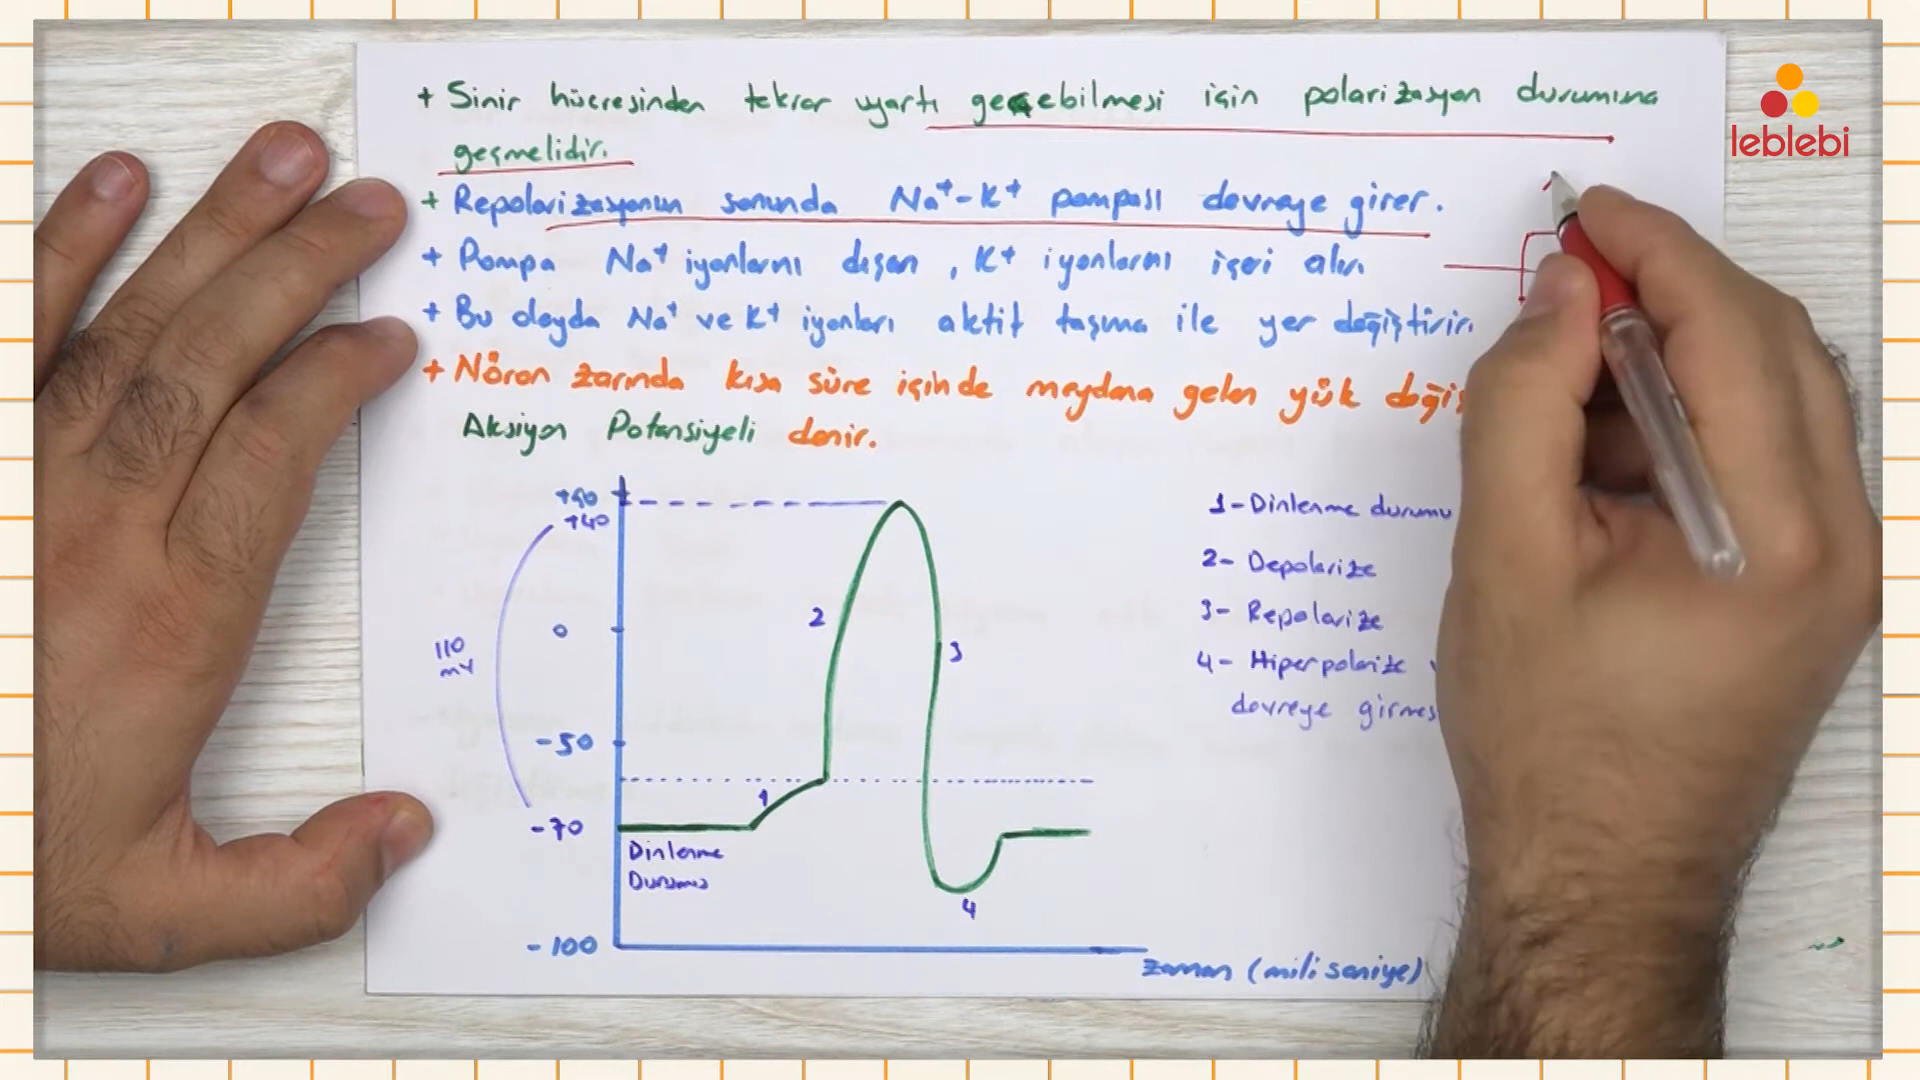 + Sinir hücresinden tekrar uyartı geçebilmesi için polarizasyon durumuna
geçmelidir.
+ Repolarizasyonun sonunda Na+-K+ pompası devreye girer.
+ Pompa Na+ iyonlarını dışarı, K+ iyonlarını içeri alır.
+ Bu olayda Na+ ve K+ iyonları aktif taşıma ile yer değiştirir.
+ Nöron zarında kısa süre içinde meydana gelen yük değiş
Aksiyon Potansiyeli denir.
leblebi
+40
0
-50
-70
-100
110
mV
1
2
3
4
Dinlenme
Durumu
zaman (mili saniye)
1- Dinlenme durumu
2- Depolarize
3- Repolarize
4- Hiperpolarize
devreye girmes